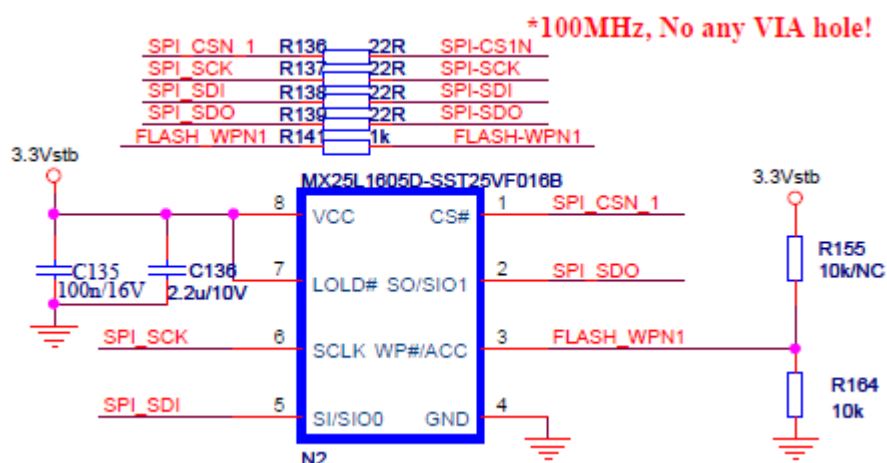 *100MHz, No any VIA hole!
SPI_CSN_1 R136 22R SPI-CS1N
SPI_SCK R137 22R SPI-SCK
SPI_SDI R138 22R SPI-SDI
SPI_SDO R139 22R SPI-SDO
FLASH_WPN1 R141 1k FLASH-WPN1
3.3Vstb
MX25L1605D-SST25VF016B
3.3Vstb
8 VCC CS# 1 SPI_CSN_1
R155
10k/NC
C135
100n/16V
C136
2.2u/10V
7 LOLD# SO/SIO1 2 SPI_SDO
SPI_SCK 6 SCLK WP#/ACC 3 FLASH_WPN1
R164
10k
SPI_SDI 5 SI/SIO0 GND 4
N2